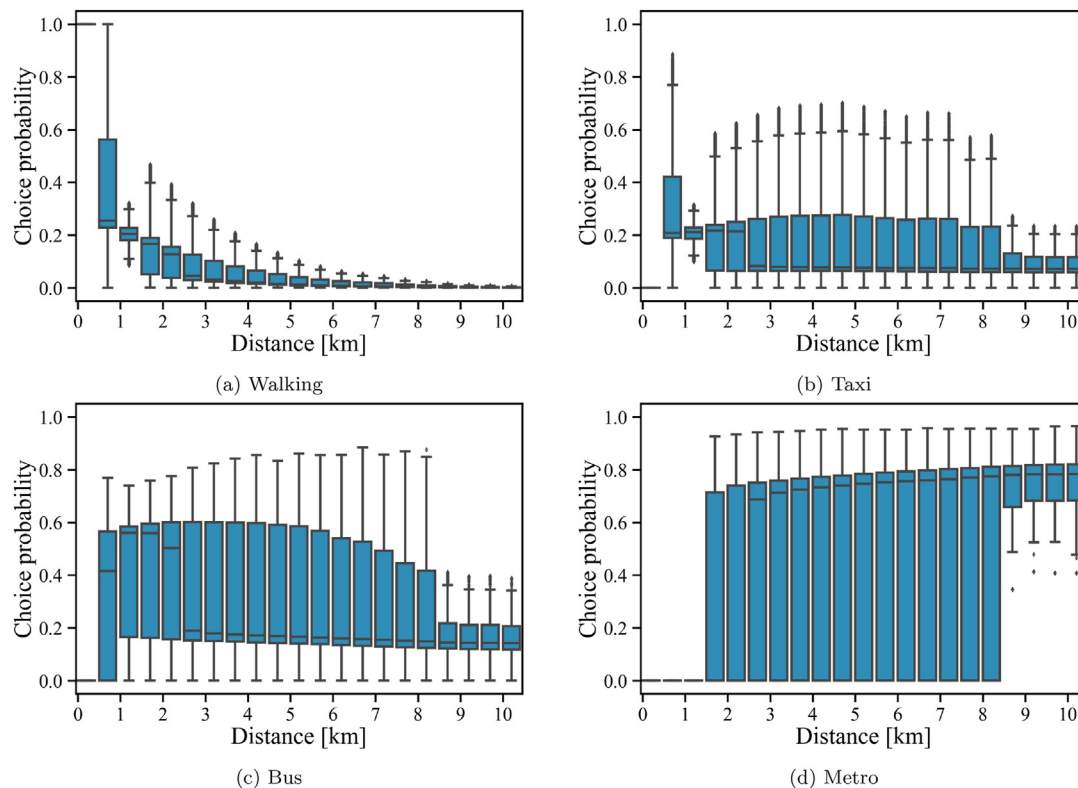 1.0
0.8
0.6
0.4
0.2
0.0
Choice probability
0 1 2 3 4 5 6 7 8 9 10
Distance [km]
(a) Walking
1.0
0.8
0.6
0.4
0.2
0.0
Choice probability
0 1 2 3 4 5 6 7 8 9 10
Distance [km]
(b) Taxi
1.0
0.8
0.6
0.4
0.2
0.0
Choice probability
0 1 2 3 4 5 6 7 8 9 10
Distance [km]
(c) Bus
1.0
0.8
0.6
0.4
0.2
0.0
Choice probability
0 1 2 3 4 5 6 7 8 9 10
Distance [km]
(d) Metro